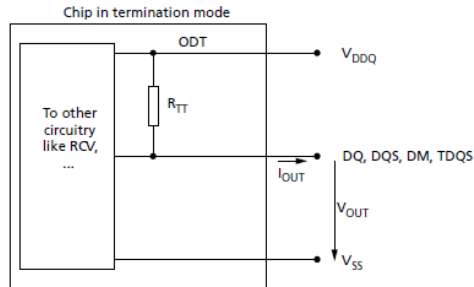 Chip in termination mode
ODT
V_DDQ
R_TT
To other
circuitry
like RCV,
...
I_OUT
DQ, DQS, DM, TDQS
V_OUT
V_SS